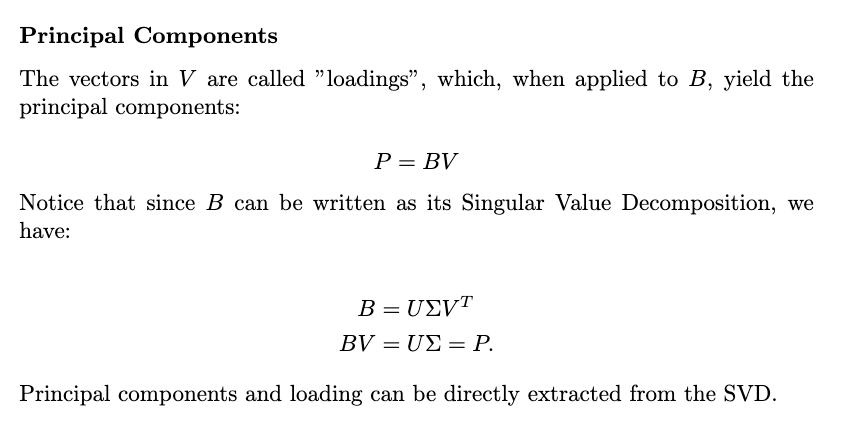 Principal Components
The vectors in V are called ”loadings”, which, when applied to B, yield the
principal components:
P = BV
Notice that since B can be written as its Singular Value Decomposition, we
have:
B = UΣVᵀ
BV = UΣ = P.
Principal components and loading can be directly extracted from the SVD.